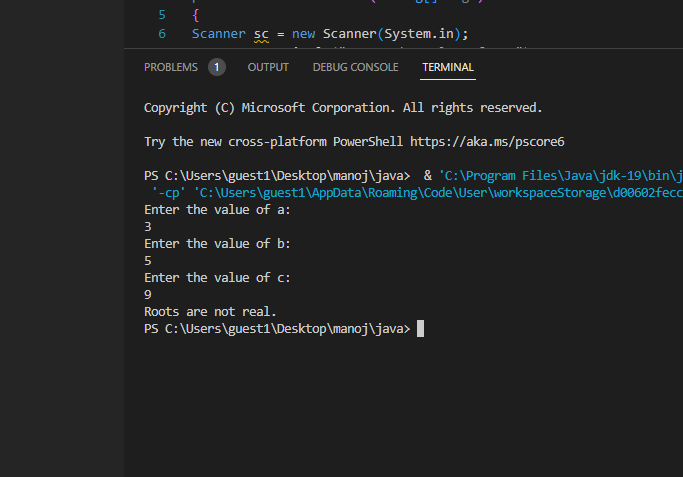 5 {
6 Scanner sc = new Scanner(System.in);
PROBLEMS 1 OUTPUT DEBUG CONSOLE TERMINAL
Copyright (C) Microsoft Corporation. All rights reserved.
Try the new cross-platform PowerShell https://aka.ms/pscore6
PS C:\Users\guest1\Desktop\manoj\java> & 'C:\Program Files\Java\jdk-19\bin\j
'-cp' 'C:\Users\guest1\AppData\Roaming\Code\User\workspaceStorage\d00602fecc
Enter the value of a:
3
Enter the value of b:
5
Enter the value of c:
9
Roots are not real.
PS C:\Users\guest1\Desktop\manoj\java>